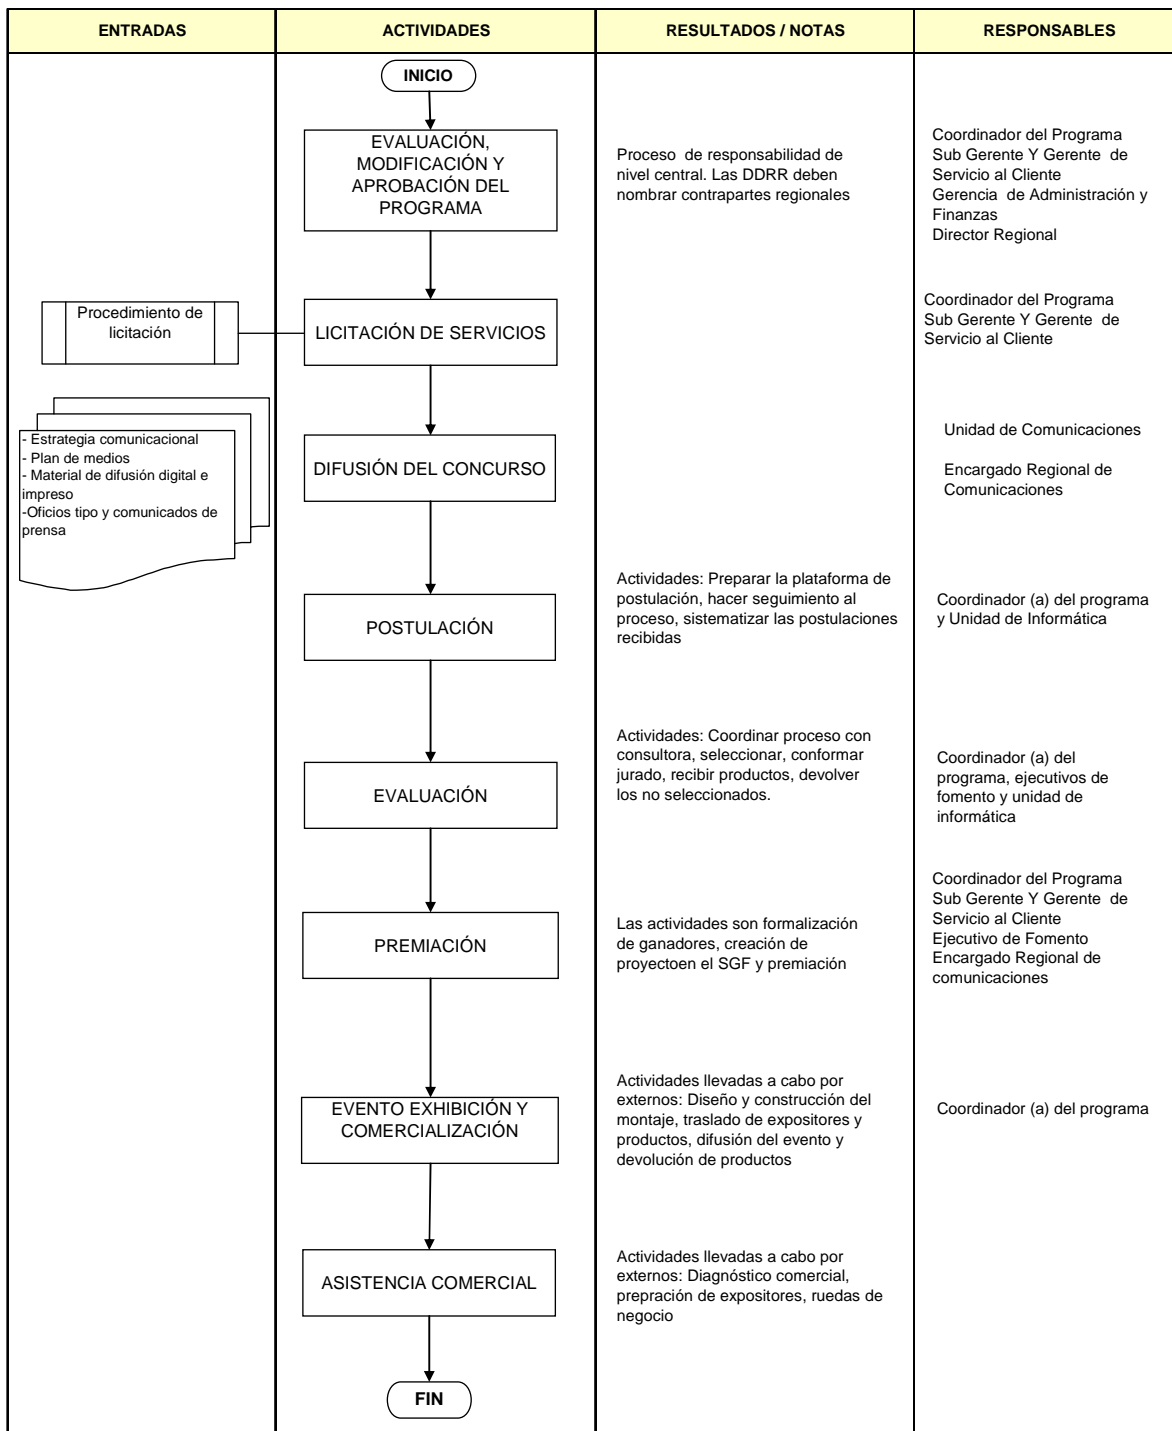 ENTRADAS
ACTIVIDADES
RESULTADOS / NOTAS
RESPONSABLES
INICIO
EVALUACIÓN,
MODIFICACIÓN Y
APROBACIÓN DEL
PROGRAMA
Proceso de responsabilidad de
nivel central. Las DDRR deben
nombrar contrapartes regionales
Coordinador del Programa
Sub Gerente Y Gerente de
Servicio al Cliente
Gerencia de Administración y
Finanzas
Director Regional
Procedimiento de
licitación
LICITACIÓN DE SERVICIOS
Coordinador del Programa
Sub Gerente Y Gerente de
Servicio al Cliente
- Estrategia comunicacional
- Plan de medios
- Material de difusión digital e
impreso
-Oficios tipo y comunicados de
prensa
DIFUSIÓN DEL CONCURSO
Unidad de Comunicaciones
Encargado Regional de
Comunicaciones
POSTULACIÓN
Actividades: Preparar la plataforma de
postulación, hacer seguimiento al
proceso, sistematizar las postulaciones
recibidas
Coordinador (a) del programa
y Unidad de Informática
EVALUACIÓN
Actividades: Coordinar proceso con
consultora, seleccionar, conformar
jurado, recibir productos, devolver
los no seleccionados.
Coordinador (a) del
programa, ejecutivos de
fomento y unidad de
informática
PREMIACIÓN
Las actividades son formalización
de ganadores, creación de
proyectoen el SGF y premiación
Coordinador del Programa
Sub Gerente Y Gerente de
Servicio al Cliente
Ejecutivo de Fomento
Encargado Regional de
comunicaciones
EVENTO EXHIBICIÓN Y
COMERCIALIZACIÓN
Actividades llevadas a cabo por
externos: Diseño y construcción del
montaje, traslado de expositores y
productos, difusión del evento y
devolución de productos
Coordinador (a) del programa
ASISTENCIA COMERCIAL
Actividades llevadas a cabo por
externos: Diagnóstico comercial,
prepración de expositores, ruedas de
negocio
FIN